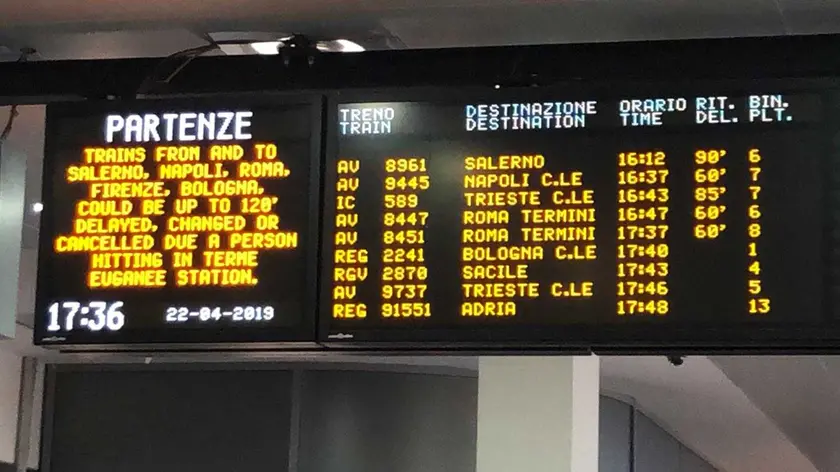 PARTENZE
TRAINS FROM AND TO
SALERNO, NAPOLI, ROMA,
FIRENZE, BOLOGNA,
COULD BE UP TO 120'
DELAYED, CHANGED OR
CANCELLED DUE A PERSON
HITTING IN TERME
EUGANEE STATION.
17:36 22-04-2019
TRENO DESTINAZIONE ORARIO RIT. BIN.
TRAIN DESTINATION TIME DEL. PLT.
AV 8961 SALERNO 16:12 90' 6
AV 9445 NAPOLI C.LE 16:37 60' 7
IC 589 TRIESTE C.LE 16:43 85' 7
AV 8447 ROMA TERMINI 16:47 60' 6
AV 8451 ROMA TERMINI 17:37 60' 8
REG 2241 BOLOGNA C.LE 17:40 1
RGV 2870 SACILE 17:43 4
AV 9737 TRIESTE C.LE 17:46 5
REG 91551 ADRIA 17:48 13